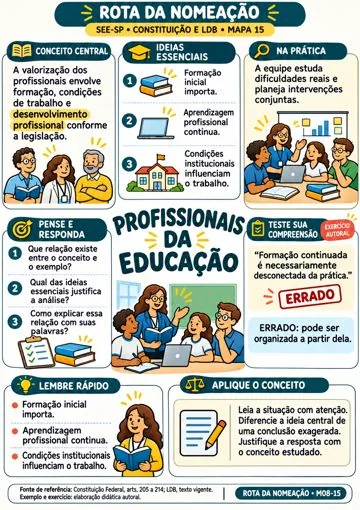 ROTA DA NOMEAÇÃO
SEE-SP • CONSTITUIÇÃO E LDB • MAPA 15
CONCEITO CENTRAL
A valorização dos
profissionais envolve
formação, condições
de trabalho e
desenvolvimento
profissional conforme
a legislação.
IDEIAS
ESSENCIAIS
1 Formação
inicial
importa.
2 Aprendizagem
profissional
continua.
3 Condições
institucionais
influenciam
o trabalho.
NA PRÁTICA
A equipe estuda
dificuldades reais e
planeja intervenções
conjuntas.
PENSE E
RESPONDA
1 Que relação existe
entre o conceito e
o exemplo?
2 Qual das ideias
essenciais justifica
a análise?
3 Como explicar essa
relação com suas
palavras?
PROFISSIONAIS
DA
EDUCAÇÃO
TESTE SUA
COMPREENSÃO
EXERCÍCIO
AUTORAL
"Formação continuada
é necessariamente
desconectada da prática."
ERRADO
ERRADO: pode ser
organizada a partir dela.
LEMBRE RÁPIDO
• Formação inicial
importa.
• Aprendizagem
profissional continua.
• Condições institucionais
influenciam o trabalho.
APLIQUE O CONCEITO
Leia a situação com atenção.
Diferencie a ideia central de
uma conclusão exagerada.
Justifique a resposta com
o conceito estudado.
Fonte de referência: Constituição Federal, arts. 205 a 214; LDB, texto vigente.
Exemplo e exercício: elaboração didática autoral.
ROTA DA NOMEAÇÃO • M08-15